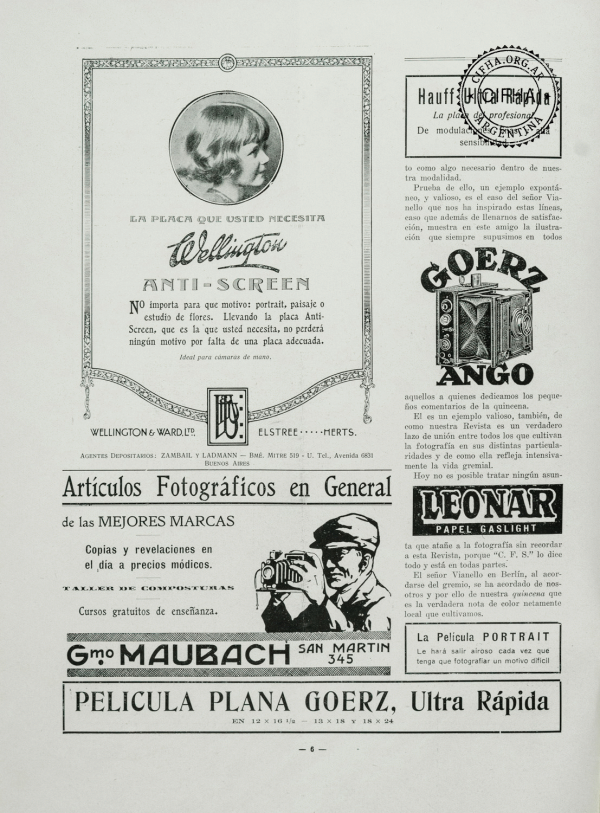 LA PLACA QUE USTED NECESITA
Wellington
ANTI-SCREEN
No importa para que motivo: portrait, paisaje o
estudio de flores. Llevando la placa Anti-
Screen, que es la que usted necesita, no perderá
ningún motivo por falta de una placa adecuada.
Ideal para cámaras de mano.
WELLINGTON & WARD, LTD. ELSTREE · · · · · HERTS.
AGENTES DEPOSITARIOS: ZAMBAIL Y LADMANN — BMÉ. MITRE 519 - U. Tel., Avenida 6831
BUENOS AIRES
Artículos Fotográficos en General
de las MEJORES MARCAS
Copias y revelaciones en
el día a precios módicos.
TALLER DE COMPOSTURAS
Cursos gratuitos de enseñanza.
Gmo MAUBACH SAN MARTIN
345
Hauff Ultra Rápida
La placa del profesional
De modulaciones
sensibilidad
CIFHA.ORG.AR
CIFHA
ARGENTINA
to como algo necesario dentro de nues-
tra modalidad.
Prueba de ello, un ejemplo expontá-
neo, y valioso, es el caso del señor Via-
nello que nos ha inspirado estas líneas,
caso que además de llenarnos de satisfac-
ción, muestra en este amigo la ilustra-
ción que siempre supusimos en todos
GOERZ
ANGO
aquellos a quienes dedicamos los peque-
ños comentarios de la quincena.
El es un ejemplo valioso, también, de
como nuestra Revista es un verdadero
lazo de unión entre todos los que cultivan
la fotografía en sus distintas particula-
ridades y de como ella refleja intensiva-
mente la vida gremial.
Hoy no es posible tratar ningún asun-
LEONAR
PAPEL GASLIGHT
ta que atañe a la fotografía sin recordar
a esta Revista, porque "C. F. S." lo dice
todo y está en todas partes.
El señor Vianello en Berlín, al acor-
darse del gremio, se ha acordado de nos-
otros y por ello de nuestra quincena que
es la verdadera nota de color netamente
local que cultivamos.
La Película PORTRAIT
Le hará salir airoso cada vez que
tenga que fotografiar un motivo difícil
PELICULA PLANA GOERZ, Ultra Rápida
EN 12 × 16 1/2 — 13 × 18 Y 18 × 24
— 6 —